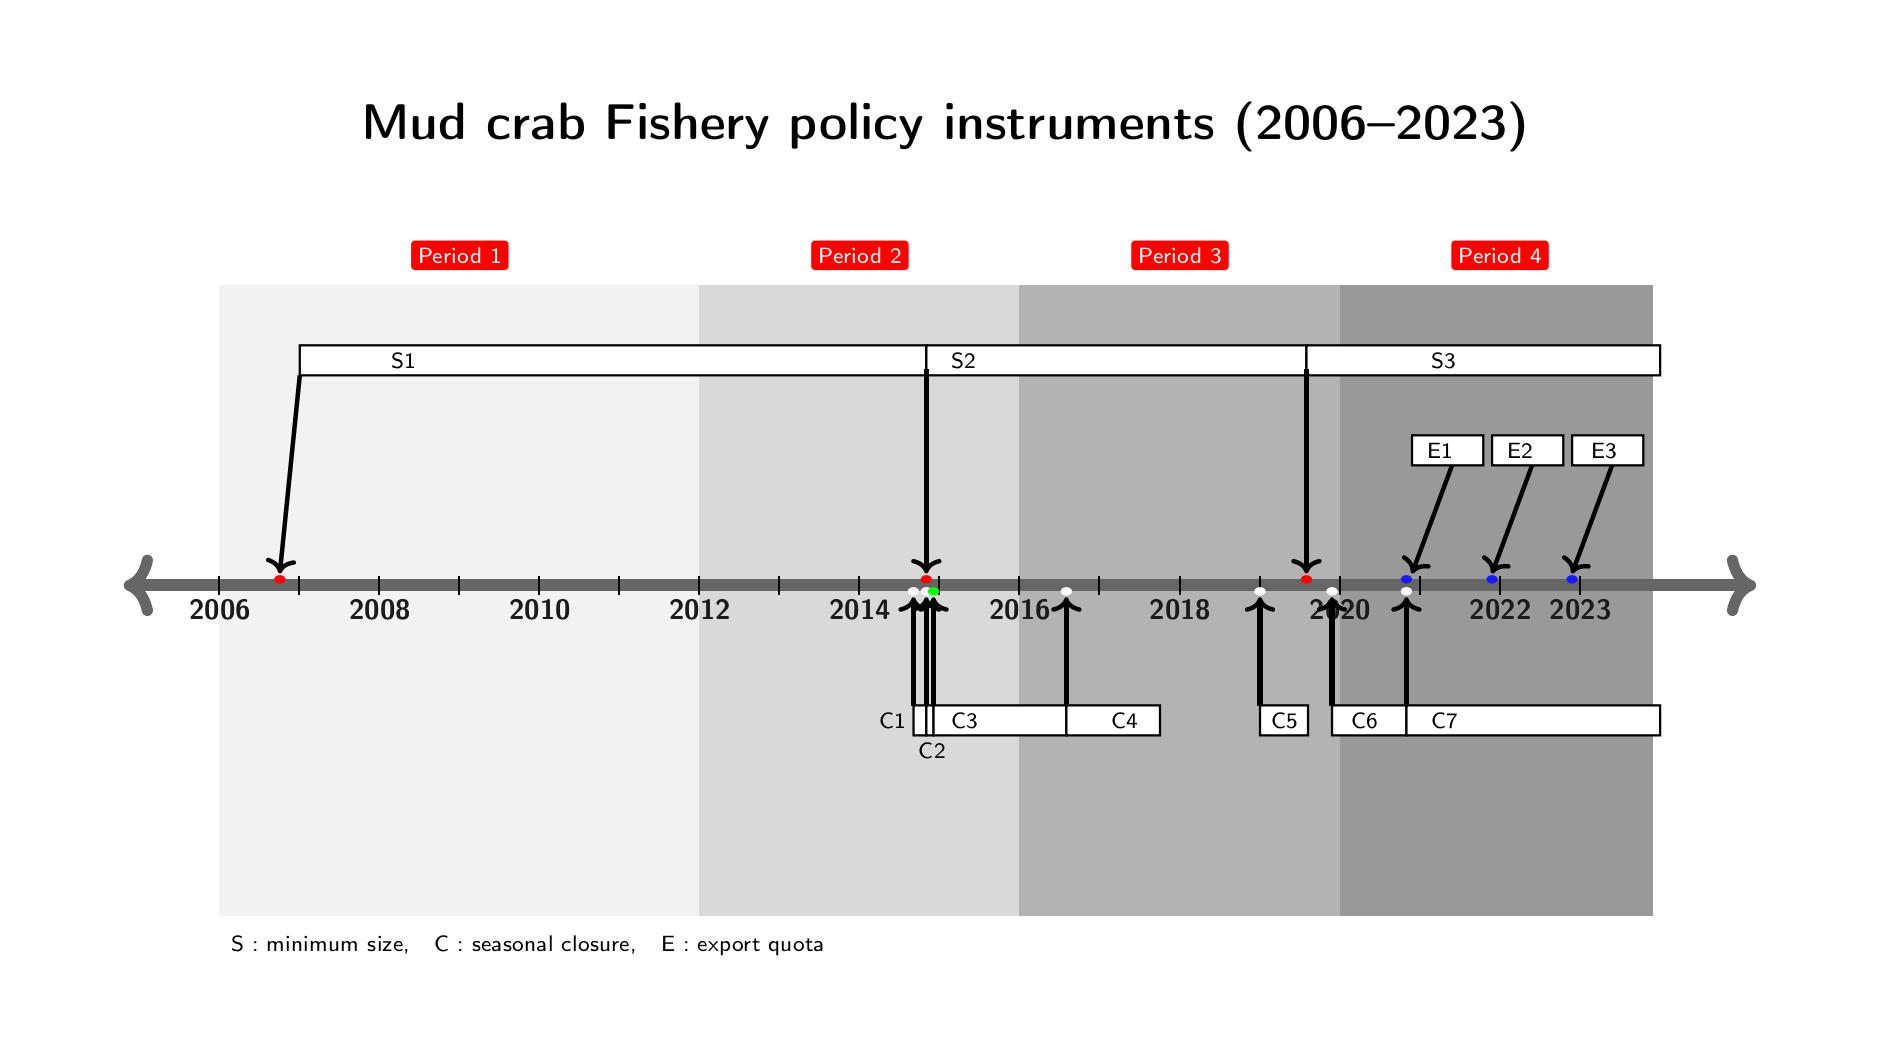 Mud crab Fishery policy instruments (2006–2023)
Period 1 Period 2 Period 3 Period 4
S1 S2 S3
E1 E2 E3
2006 2008 2010 2012 2014 2016 2018 2020 2022 2023
C1 C3 C4 C5 C6 C7
C2
S : minimum size, C : seasonal closure, E : export quota